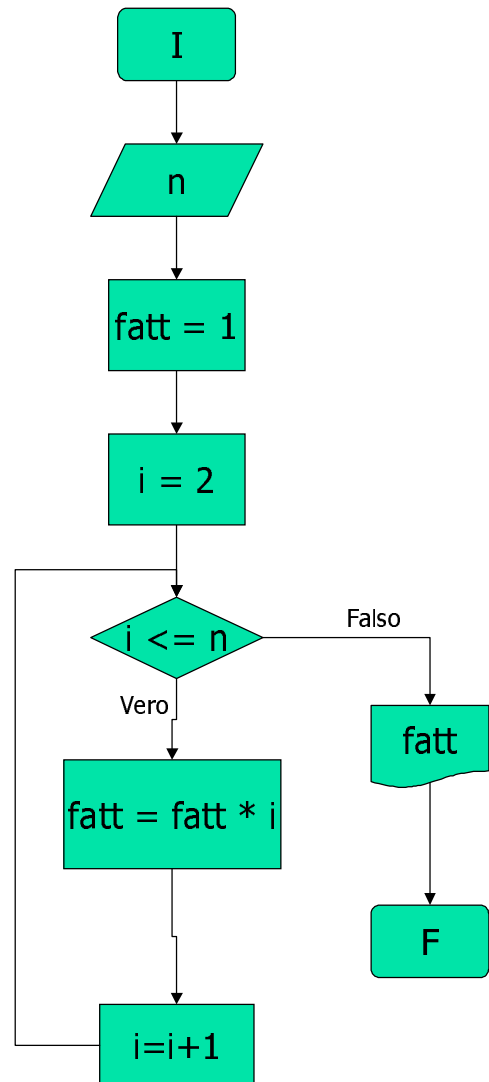 I
n
fatt = 1
i = 2
i <= n
Falso
Vero
fatt
fatt = fatt * i
F
i=i+1